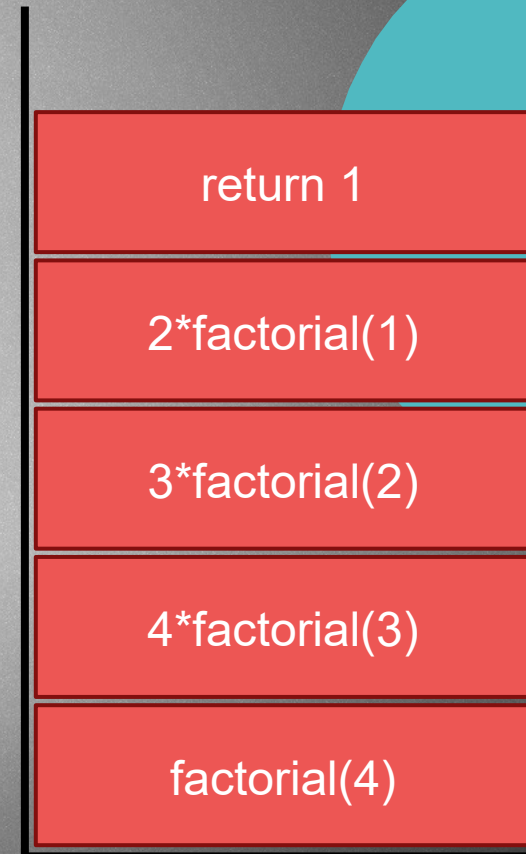 return 1
2*factorial(1)
3*factorial(2)
4*factorial(3)
factorial(4)